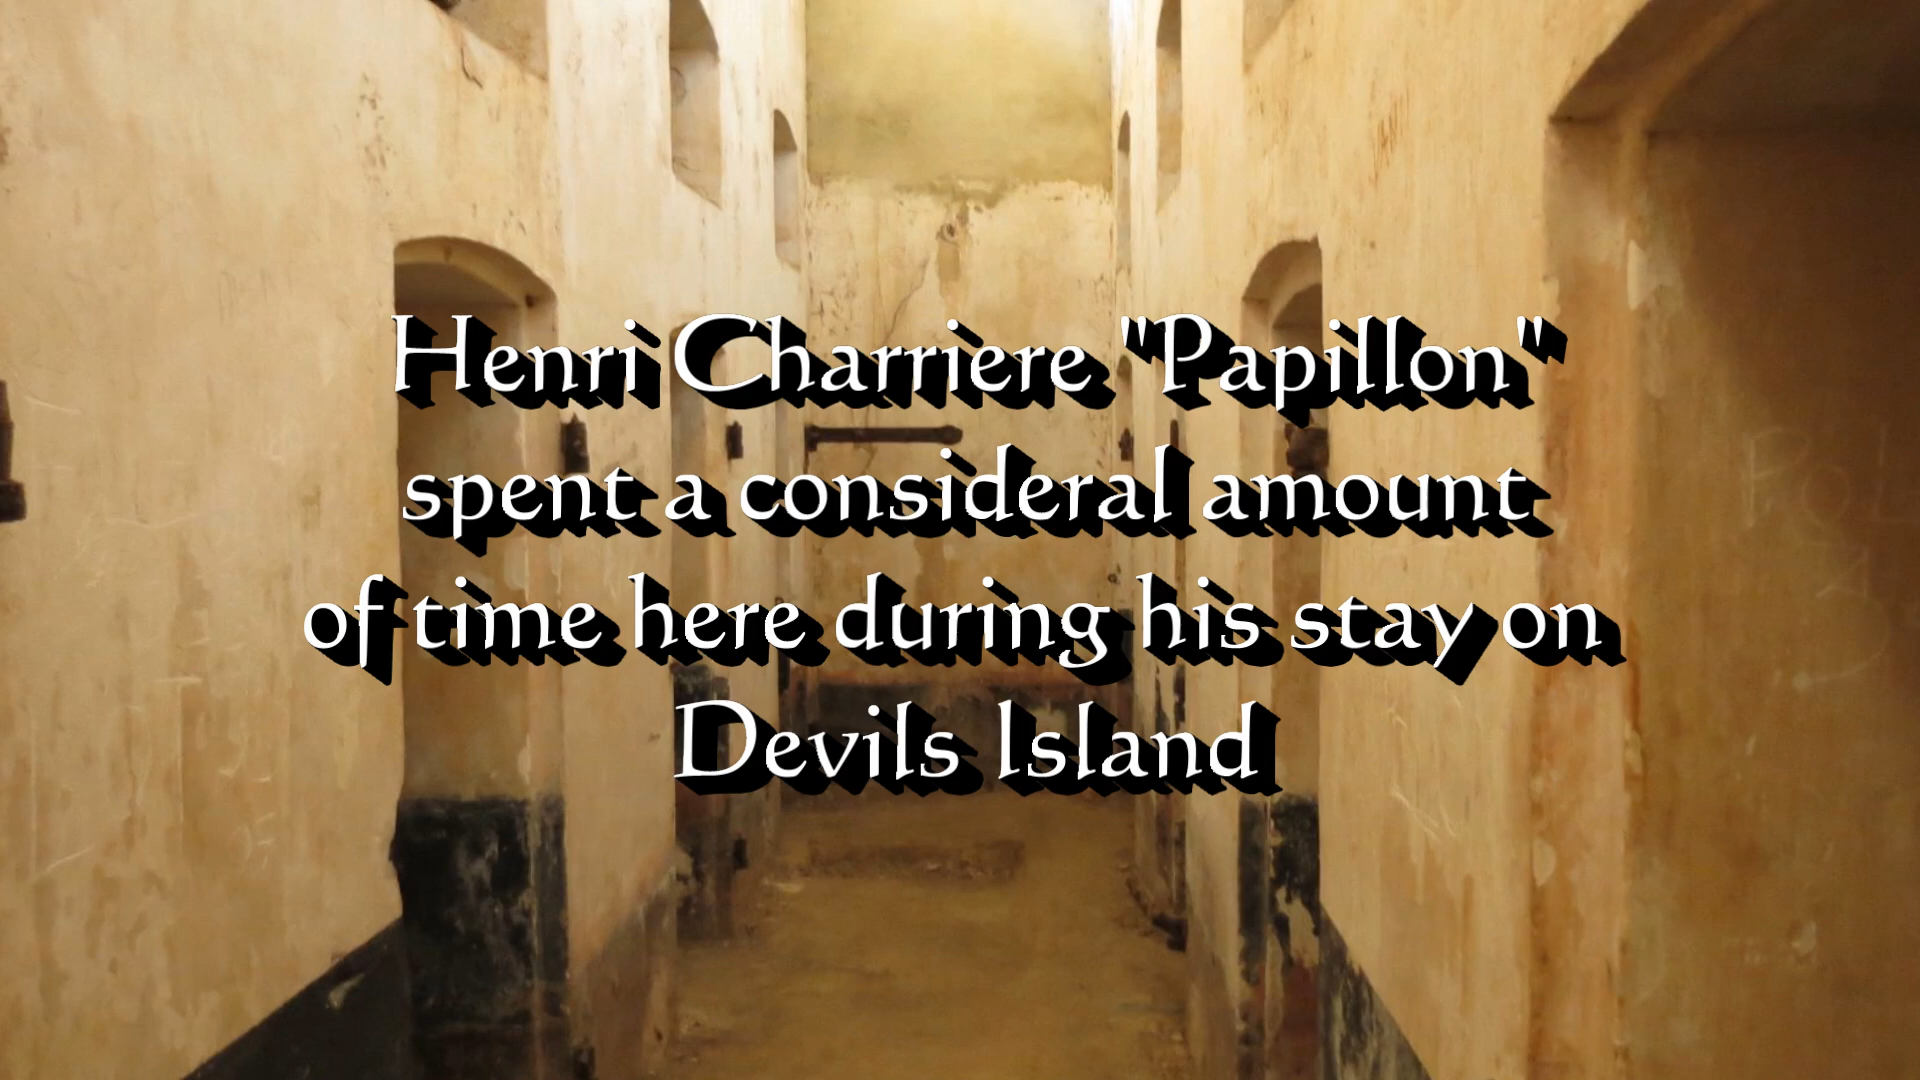 Henri Charriere "Papillon"
spent a consideral amount
of time here during his stay on
Devils Island